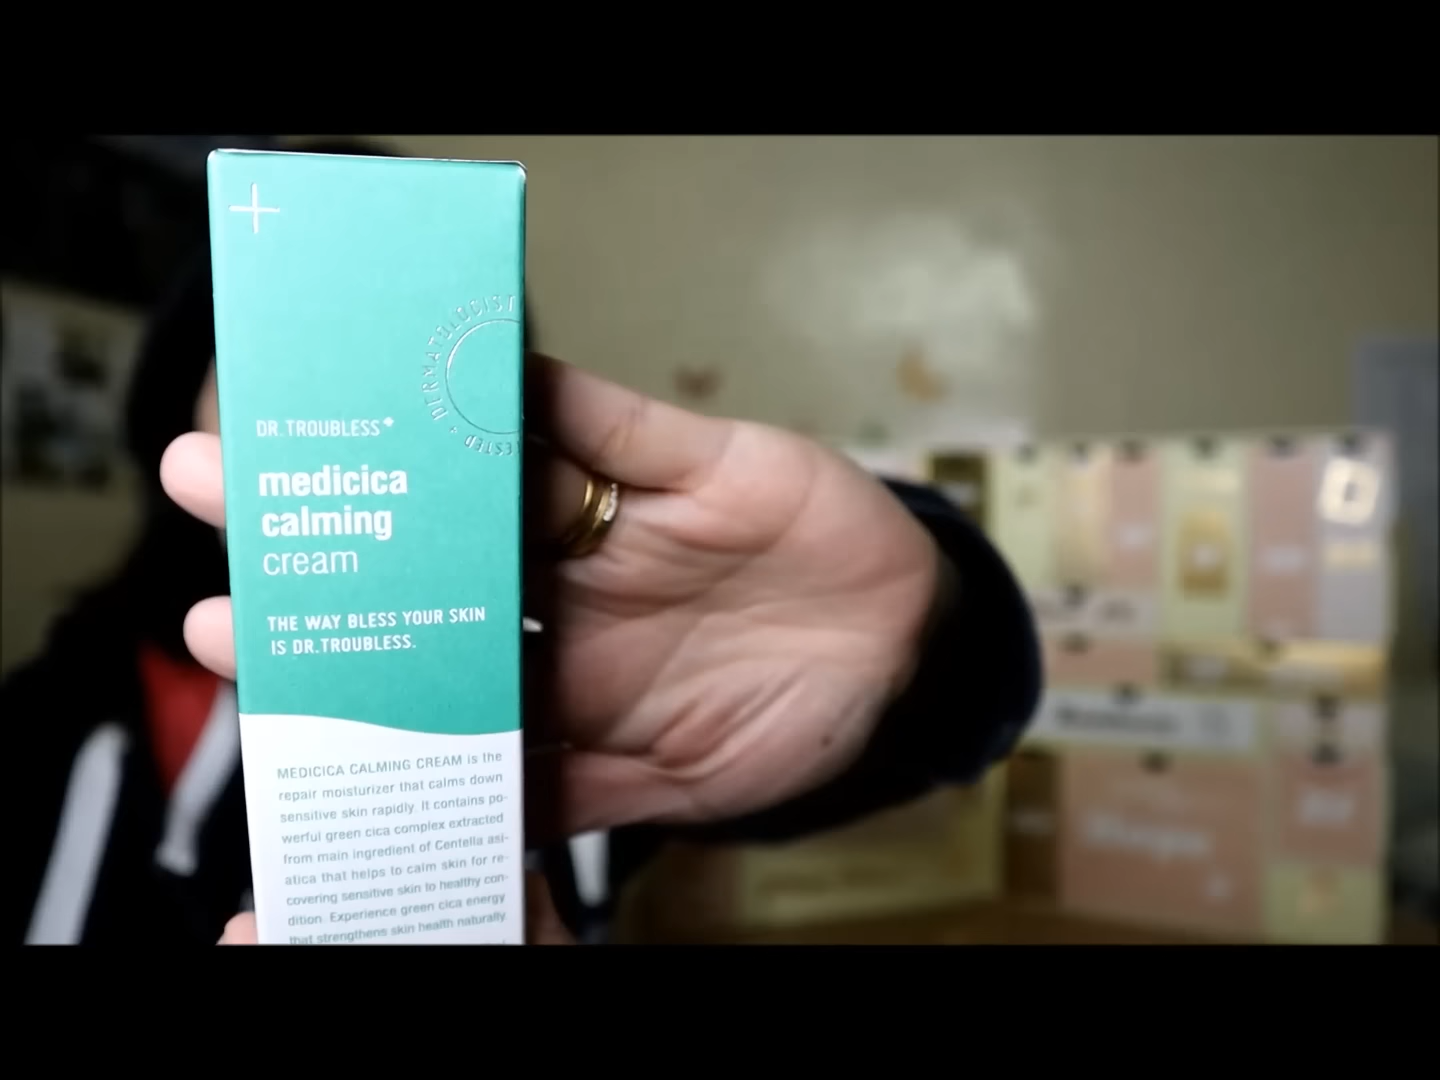 DERMATOLOGIST
TESTED
DR.TROUBLESS
medicica
calming
cream
THE WAY BLESS YOUR SKIN
IS DR.TROUBLESS.
MEDICICA CALMING CREAM is the
repair moisturizer that calms down
sensitive skin rapidly. It contains po-
werful green cica complex extracted
from main ingredient of Centella asi-
atica that helps to calm skin for re-
covering sensitive skin to healthy con-
dition. Experience green cica energy
that strengthens skin health naturally